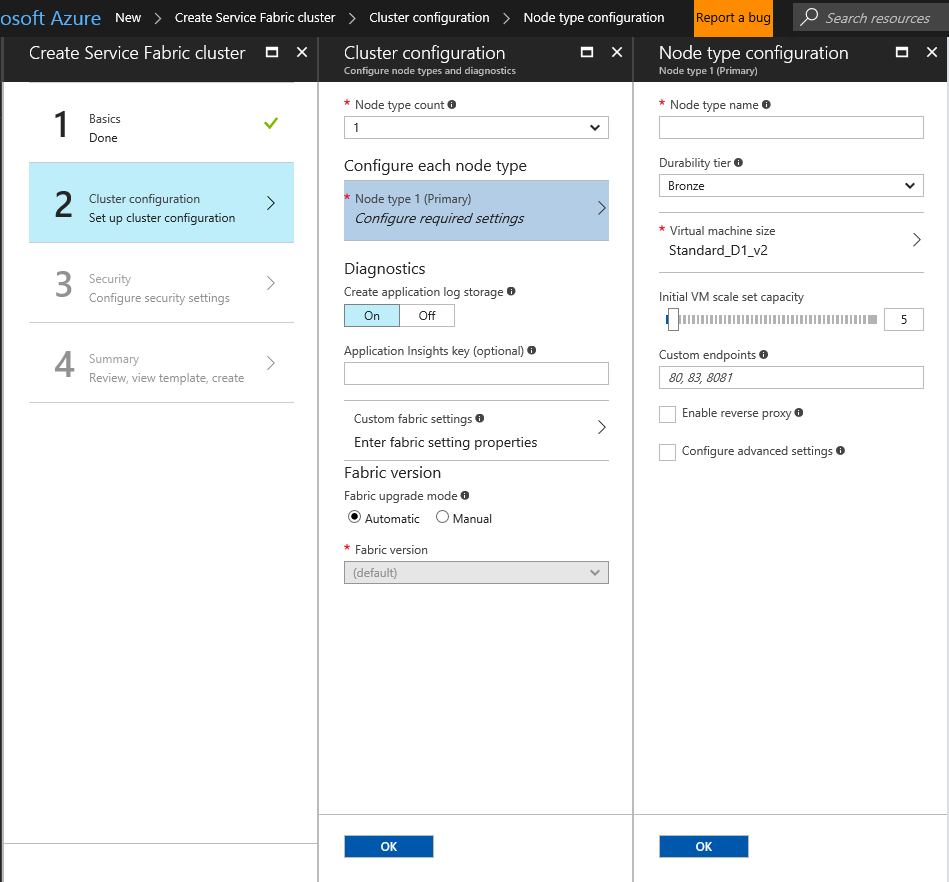 osoft Azure New > Create Service Fabric cluster > Cluster configuration > Node type configuration Report a bug Search resources
Create Service Fabric cluster
1
Basics
Done
2
Cluster configuration
Set up cluster configuration
3
Security
Configure security settings
4
Summary
Review, view template, create
Cluster configuration
Configure node types and diagnostics
* Node type count
1
Configure each node type
* Node type 1 (Primary)
Configure required settings
Diagnostics
Create application log storage
On Off
Application Insights key (optional)
Custom fabric settings
Enter fabric setting properties
Fabric version
Fabric upgrade mode
Automatic Manual
* Fabric version
(default)
OK
Node type configuration
Node type 1 (Primary)
* Node type name
Durability tier
Bronze
* Virtual machine size
Standard_D1_v2
Initial VM scale set capacity
5
Custom endpoints
80, 83, 8081
Enable reverse proxy
Configure advanced settings
OK